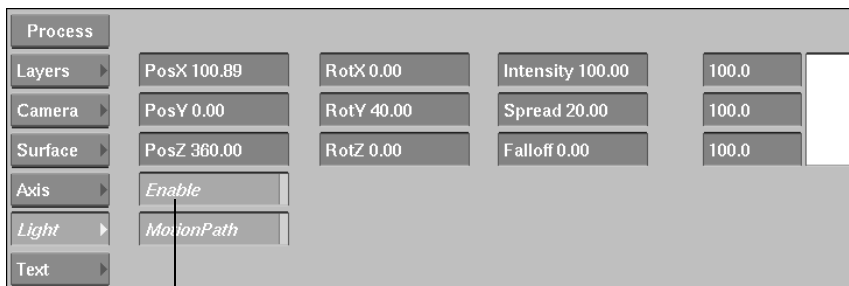 Process
Layers PosX 100.89 RotX 0.00 Intensity 100.00 100.0
Camera PosY 0.00 RotY 40.00 Spread 20.00 100.0
Surface PosZ 360.00 RotZ 0.00 Falloff 0.00 100.0
Axis Enable
Light MotionPath
Text